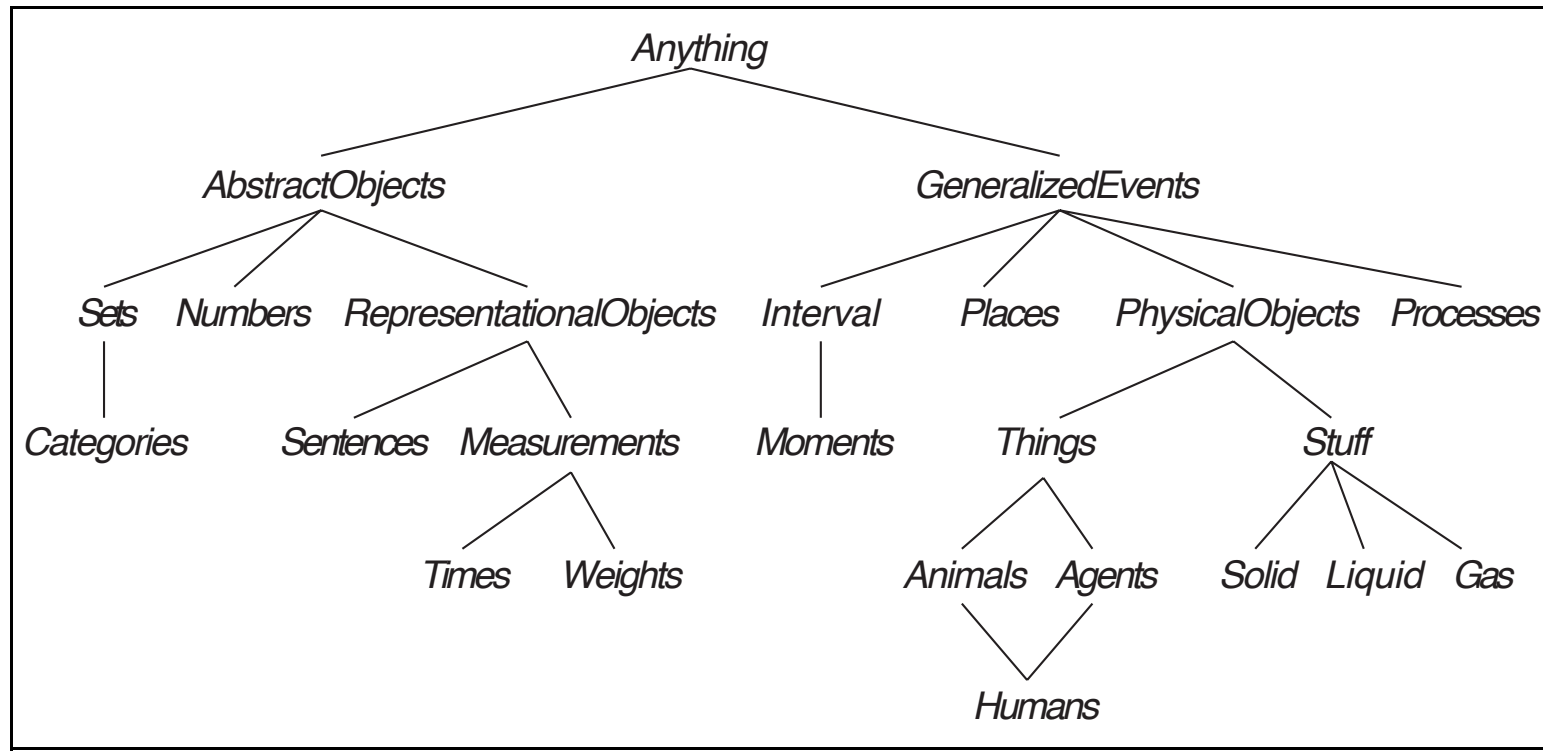 Anything
AbstractObjects GeneralizedEvents
Sets Numbers RepresentationalObjects Interval Places PhysicalObjects Processes
Categories Sentences Measurements Moments Things Stuff
Times Weights Animals Agents Solid Liquid Gas
Humans